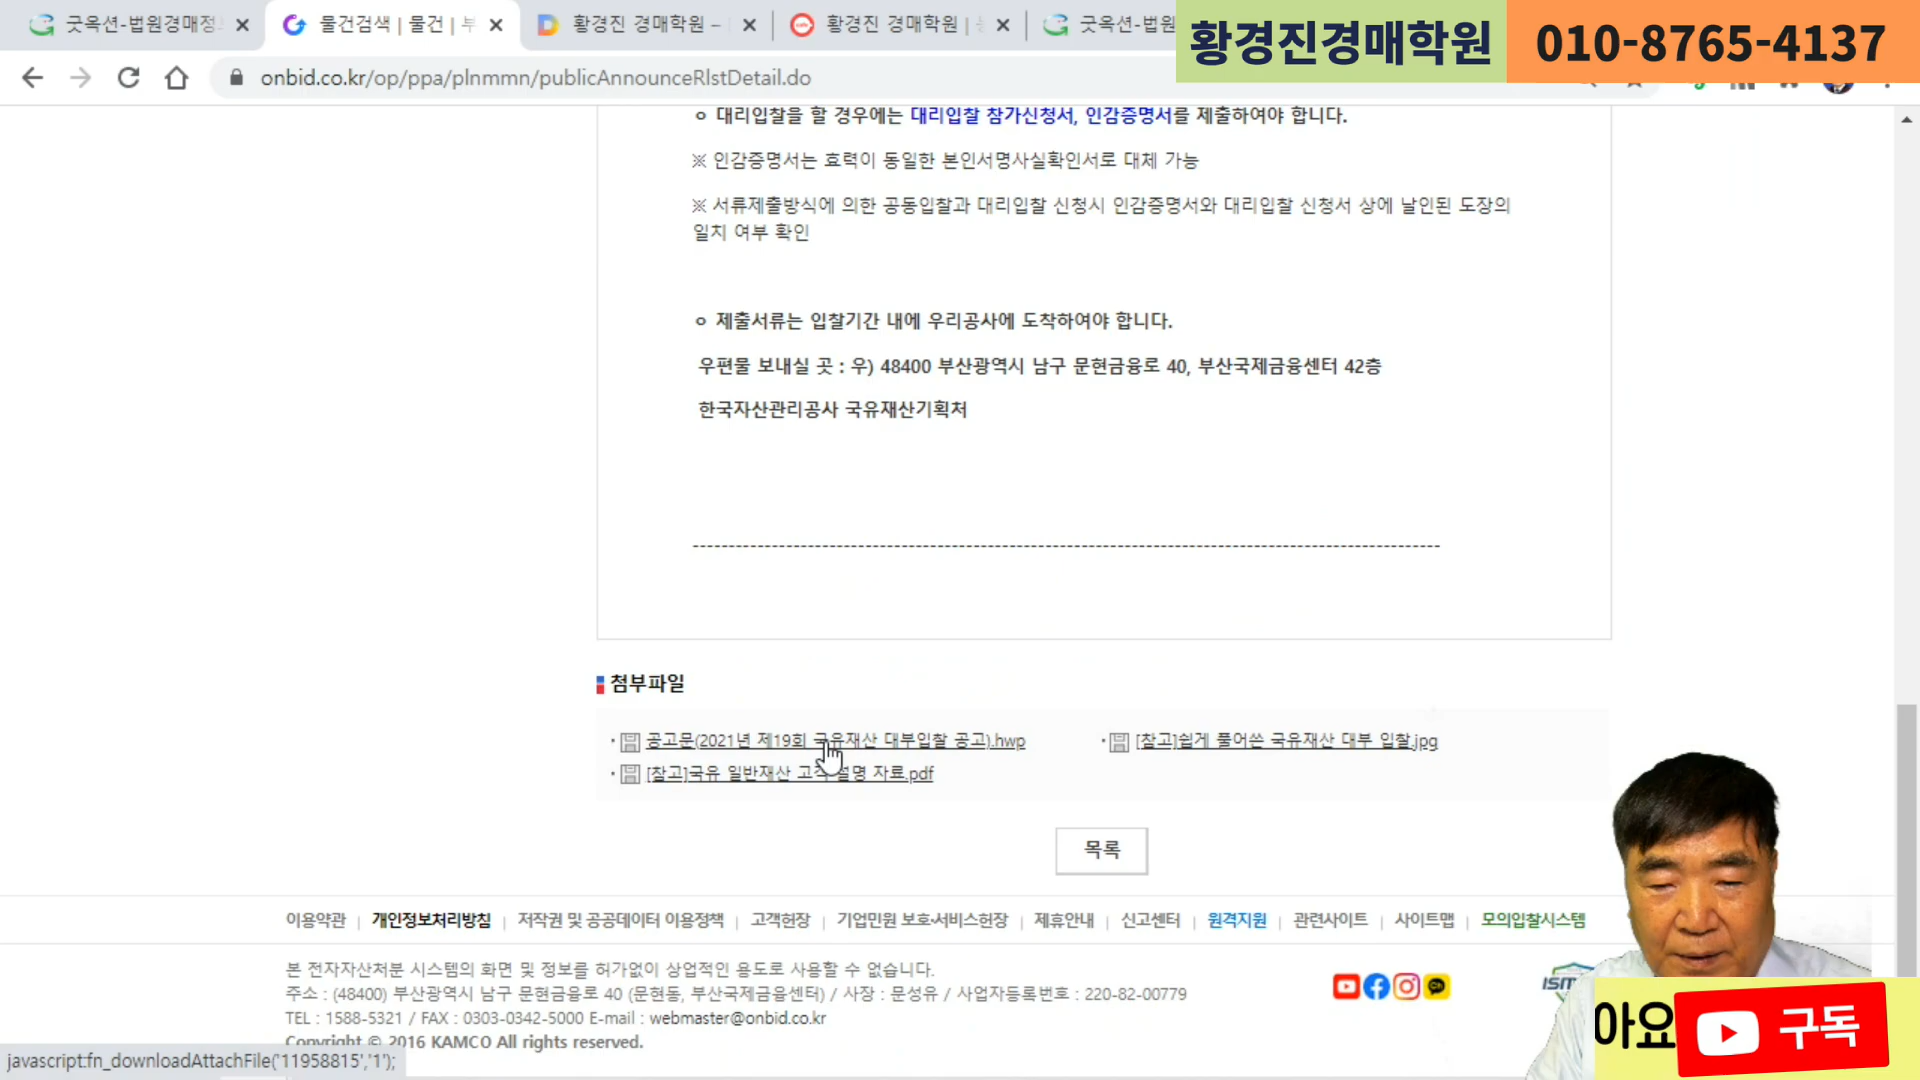 굿옥션-법원경매정
물건검색 | 물건 | 부
황경진 경매학원 –
황경진 경매학원 |
굿옥션-법원
황경진경매학원
010-8765-4137
onbid.co.kr/op/ppa/plnmmn/publicAnnounceRlstDetail.do
ㅇ 대리입찰을 할 경우에는 대리입찰 참가신청서, 인감증명서를 제출하여야 합니다.
※ 인감증명서는 효력이 동일한 본인서명사실확인서로 대체 가능
※ 서류제출방식에 의한 공동입찰과 대리입찰 신청시 인감증명서와 대리입찰 신청서 상에 날인된 도장의
일치 여부 확인
ㅇ 제출서류는 입찰기간 내에 우리공사에 도착하여야 합니다.
우편물 보내실 곳 : 우) 48400 부산광역시 남구 문현금융로 40, 부산국제금융센터 42층
한국자산관리공사 국유재산기획처
첨부파일
공고문(2021년 제19회 국유재산 대부입찰 공고).hwp
[참고]쉽게 풀어쓴 국유재산 대부 입찰.jpg
[참고]국유 일반재산 고객 설명 자료.pdf
목록
이용약관 | 개인정보처리방침 | 저작권 및 공공데이터 이용정책 | 고객헌장 | 기업민원 보호·서비스헌장 | 제휴안내 | 신고센터 | 원격지원 | 관련사이트 | 사이트맵 | 모의입찰시스템
본 전자자산처분 시스템의 화면 및 정보를 허가없이 상업적인 용도로 사용할 수 없습니다.
주소 : (48400) 부산광역시 남구 문현금융로 40 (문현동, 부산국제금융센터) / 사장 : 문성유 / 사업자등록번호 : 220-82-00779
TEL : 1588-5321 / FAX : 0303-0342-5000 E-mail : webmaster@onbid.co.kr
Copyright © 2016 KAMCO All rights reserved.
javascript:fn_downloadAttachFile('11958815','1');
아요
구독